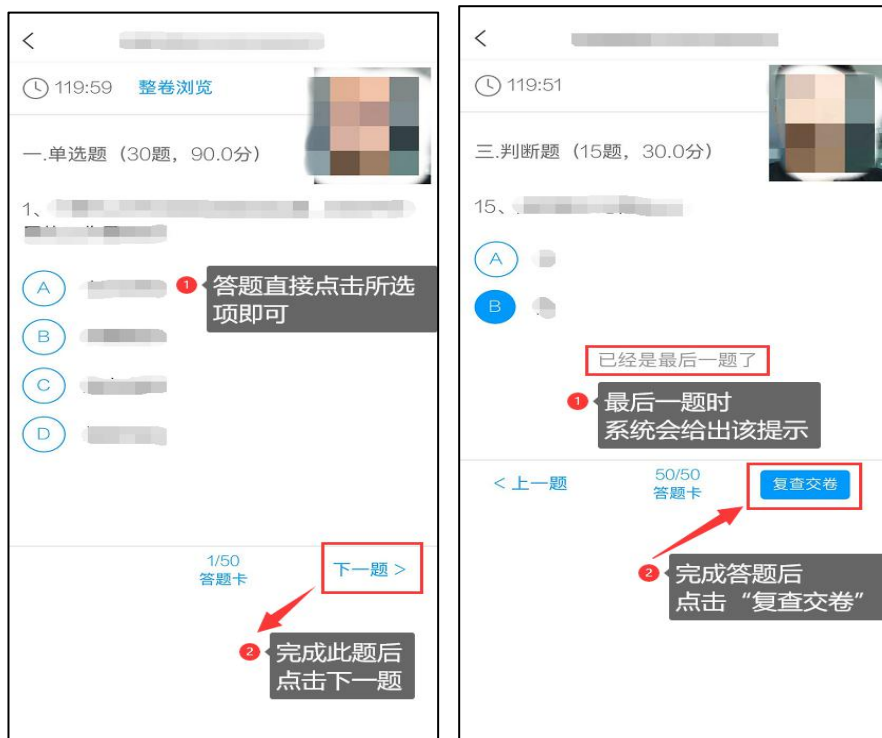 119:59 整卷浏览
一.单选题（30题，90.0分）
1、
A
1 答题直接点击所选
项即可
B
C
D
1/50
答题卡
下一题 >
2 完成此题后
点击下一题
119:51
三.判断题（15题，30.0分）
15、
A
B
已经是最后一题了
1 最后一题时
系统会给出该提示
< 上一题
50/50
答题卡
复查交卷
2 完成答题后
点击“复查交卷”